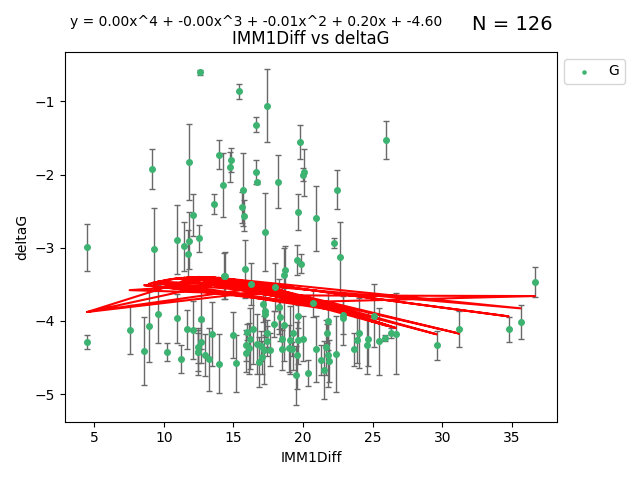 y = 0.00x^4 + -0.00x^3 + -0.01x^2 + 0.20x + -4.60
N = 126
IMM1Diff vs deltaG
G
−1
−2
−3
−4
−5
deltaG
5 10 15 20 25 30 35
IMM1Diff